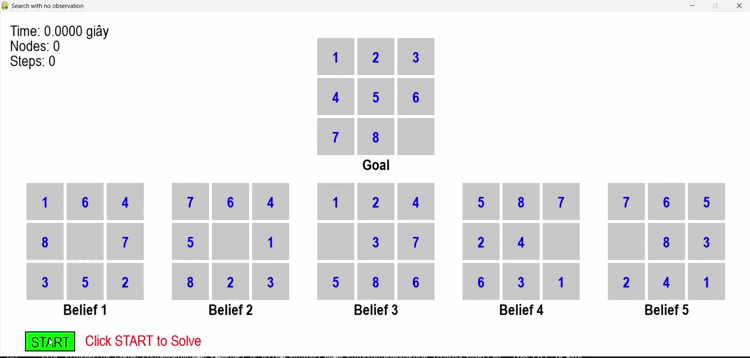 Search with no observation
Time: 0.0000 giây
Nodes: 0
Steps: 0
1 2 3
4 5 6
7 8
Goal
1 6 4
8 7
3 5 2
Belief 1
7 6 4
5 1
8 2 3
Belief 2
1 2 4
3 7
5 8 6
Belief 3
5 8 7
2 4
6 3 1
Belief 4
7 6 5
8 3
2 4 1
Belief 5
START Click START to Solve